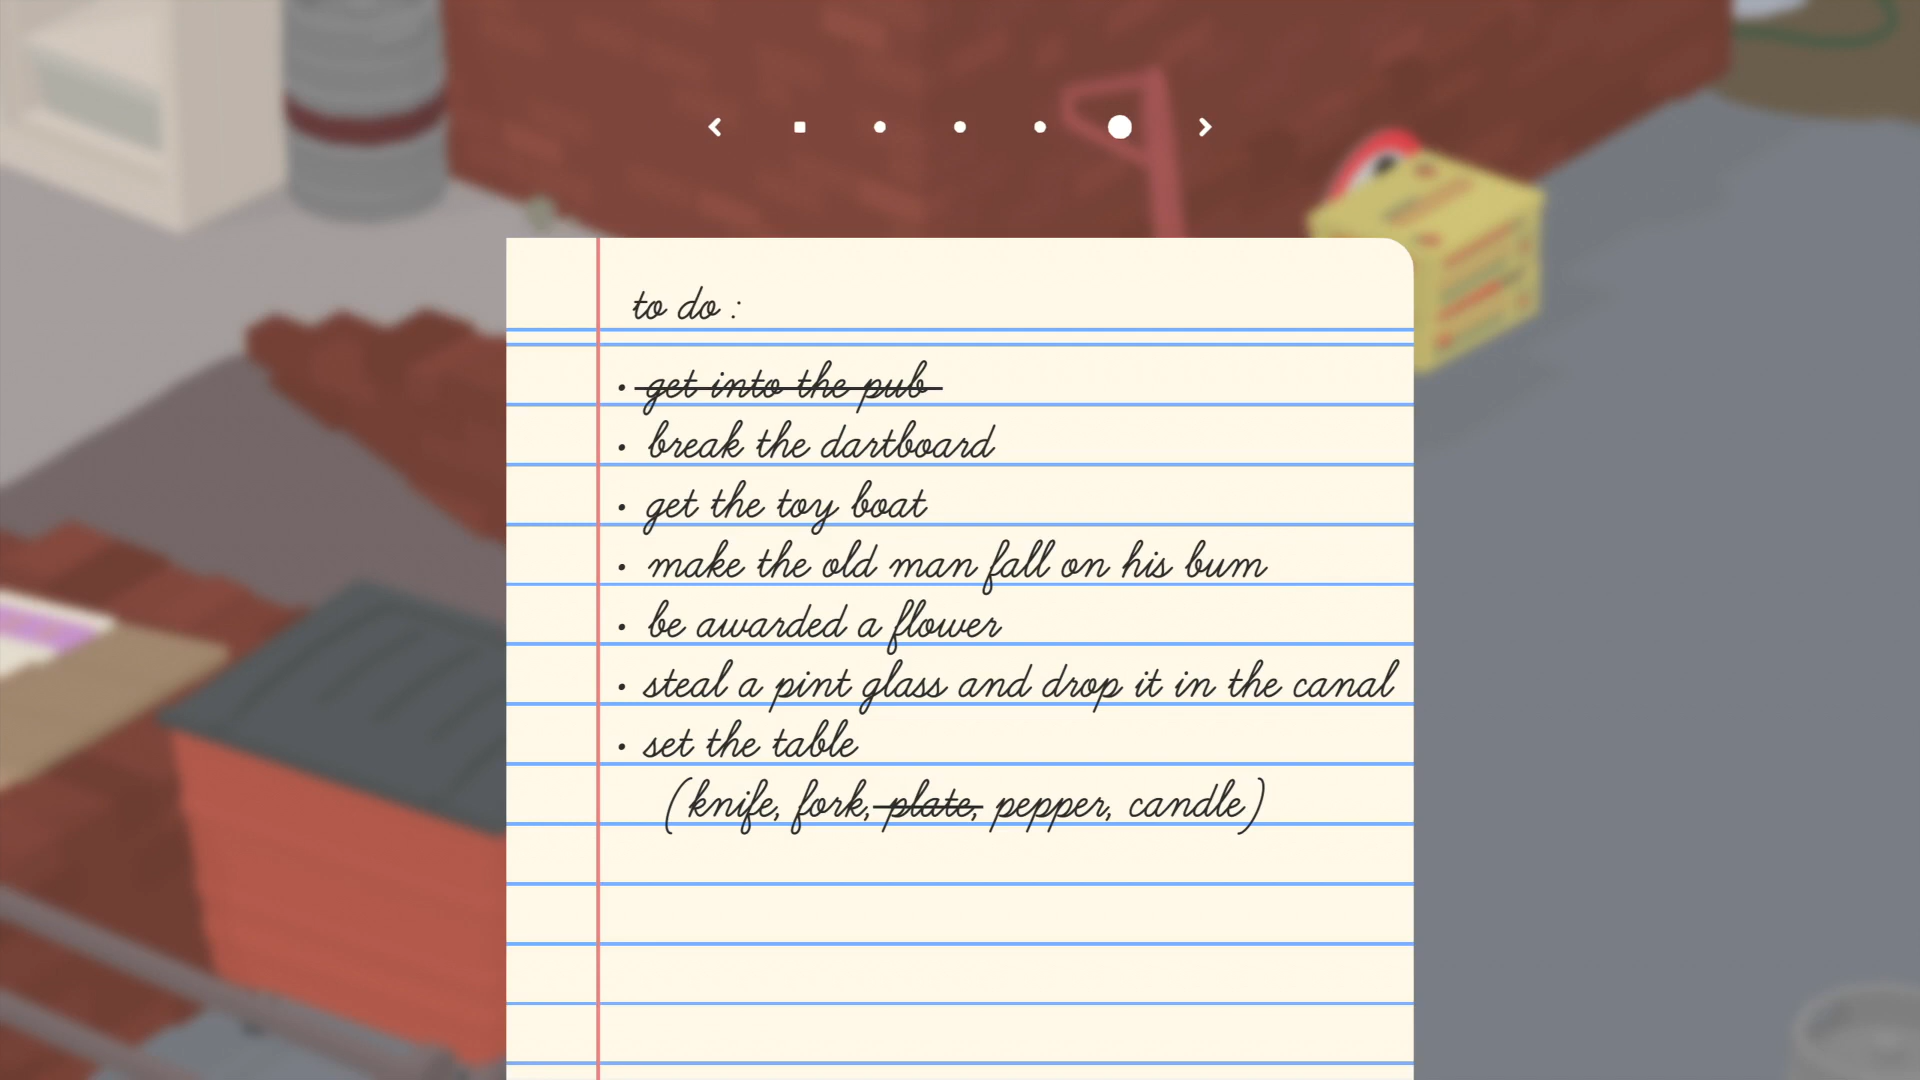 to do :
• get into the pub
• break the dartboard
• get the toy boat
• make the old man fall on his bum
• be awarded a flower
• steal a pint glass and drop it in the canal
• set the table
(knife, fork, plate, pepper, candle)